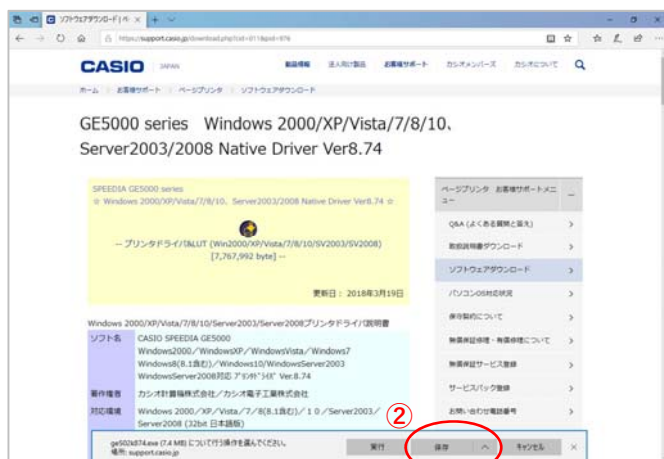 ソフトウェアダウンロード | ペ
https://support.casio.jp/download.php?cid=011&pid=976
CASIO JAPAN 製品情報 法人向け製品 お客様サポート カシオメンバーズ カシオについて
ホーム お客様サポート ページプリンタ ソフトウェアダウンロード
GE5000 series Windows 2000/XP/Vista/7/8/10、
Server2003/2008 Native Driver Ver8.74
SPEEDIA GE5000 series
☆ Windows 2000/XP/Vista/7/8/10、Server2003/2008 Native Driver Ver8.74 ☆
-- プリンタドライバ&LUT (Win2000/XP/Vista/7/8/10/SV2003/SV2008)
[7,767,992 byte] --
更新日: 2018年3月19日
Windows 2000/XP/Vista/7/8/10/Server2003/Server2008プリンタドライバ説明書
ソフト名 CASIO SPEEDIA GE5000
Windows2000/WindowsXP/WindowsVista/Windows7
Windows8(8.1含む)/Windows10/WindowsServer2003
WindowsServer2008対応 プリンタドライバ Ver.8.74
著作権者 カシオ計算機株式会社/カシオ電子工業株式会社
対応環境 Windows 2000/XP/Vista/7/8(8.1含む)/10/Server2003/
Server2008 (32bit 日本語版)
ページプリンタ お客様サポートメニ
ュー
Q&A (よくある質問と答え)
取扱説明書ダウンロード
ソフトウェアダウンロード
パソコンOS対応状況
保守契約について
無償保証修理・有償修理について
無償保証サービス登録
サービスパック登録
お問い合わせ電話番号
②
ge502k874.exe (7.4 MB) について行う操作を選んでください。
場所: support.casio.jp
実行 保存 キャンセル